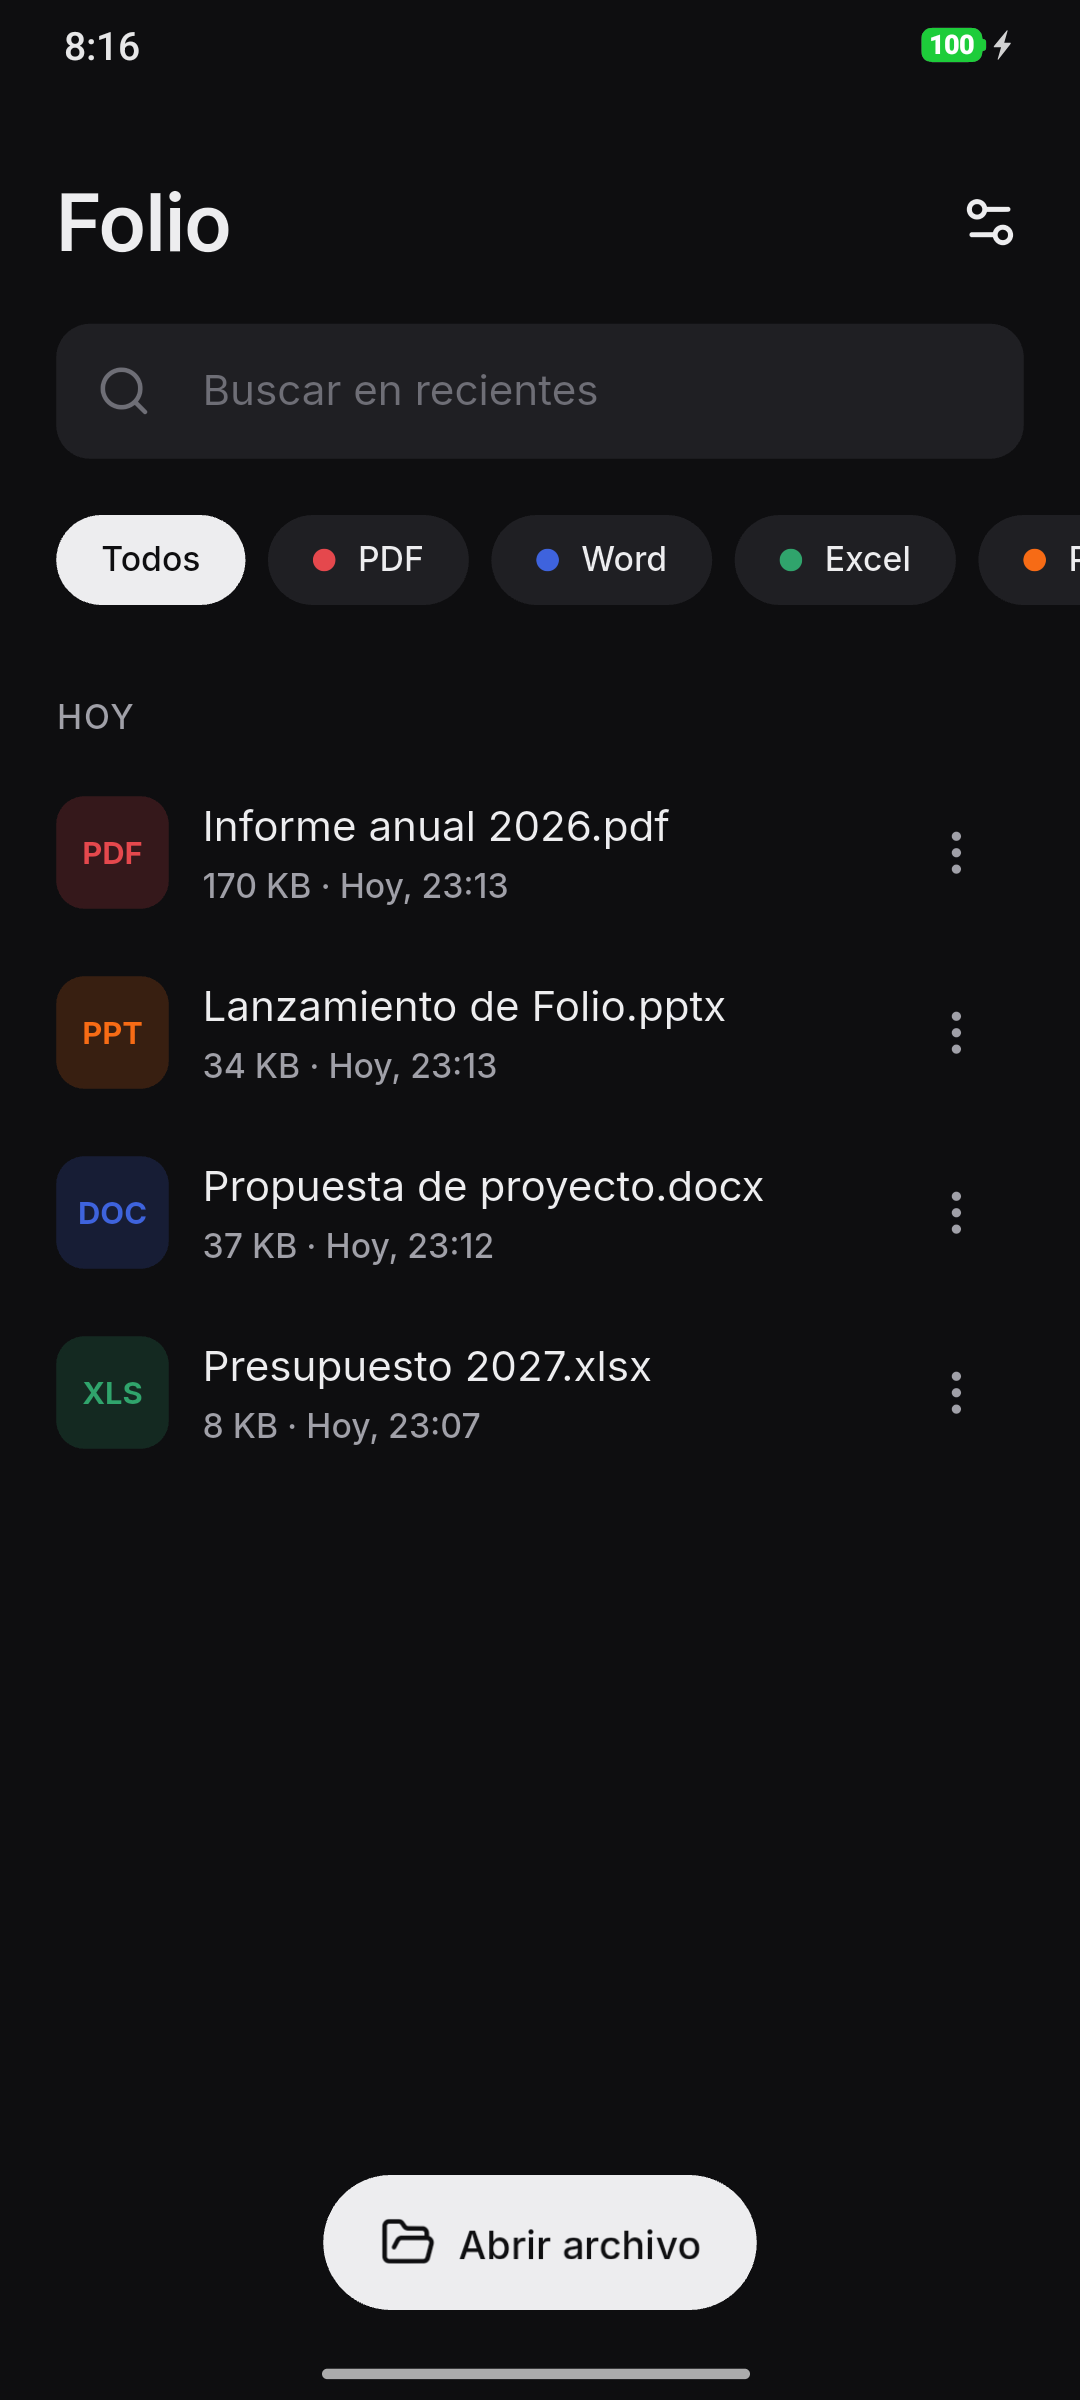 8:16
100
Folio
Buscar en recientes
Todos
PDF
Word
Excel
HOY
PDF
Informe anual 2026.pdf
170 KB · Hoy, 23:13
PPT
Lanzamiento de Folio.pptx
34 KB · Hoy, 23:13
DOC
Propuesta de proyecto.docx
37 KB · Hoy, 23:12
XLS
Presupuesto 2027.xlsx
8 KB · Hoy, 23:07
Abrir archivo